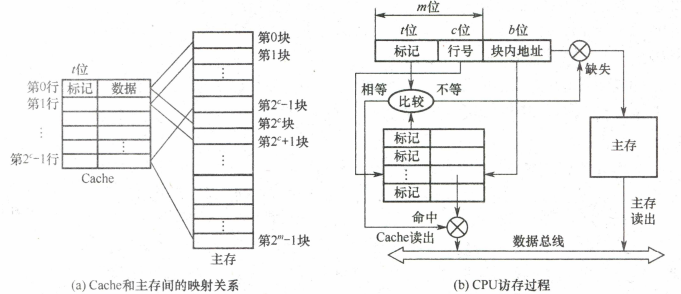 t位
第0行 标记 数据
第1行
⋮
⋮
第2ᶜ-1行
Cache
第0块
第1块
⋮
第2ᶜ-1块
第2ᶜ块
第2ᶜ+1块
⋮
⋮
第2ᵐ-1块
主存
(a) Cache和主存间的映射关系
m位
t位 c位 b位
标记 行号 块内地址
缺失
相等 比较 不等
标记
标记
⋮
标记
主存
命中
Cache读出
主存
读出
数据总线
(b) CPU访存过程